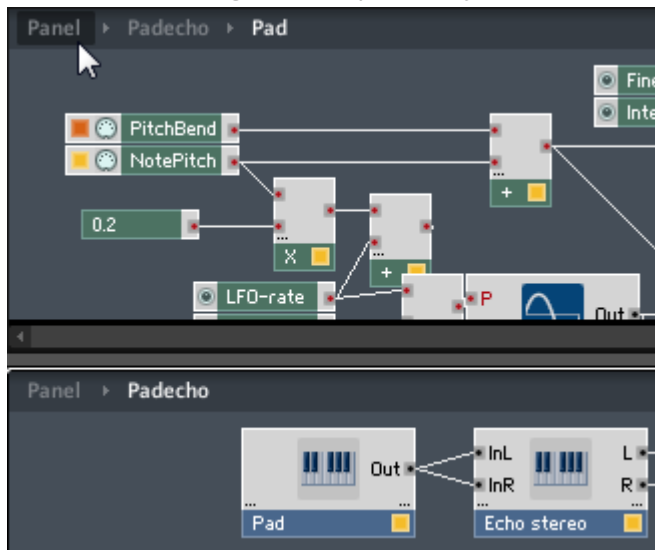 Panel ▸ Padecho ▸ Pad
Fine
Inte
PitchBend
NotePitch
...
+
0.2
...
X
...
+
LFO-rate
P
Out
Panel ▸ Padecho
Out
InL
L
InR
R
... ...
... ...
Pad
Echo stereo